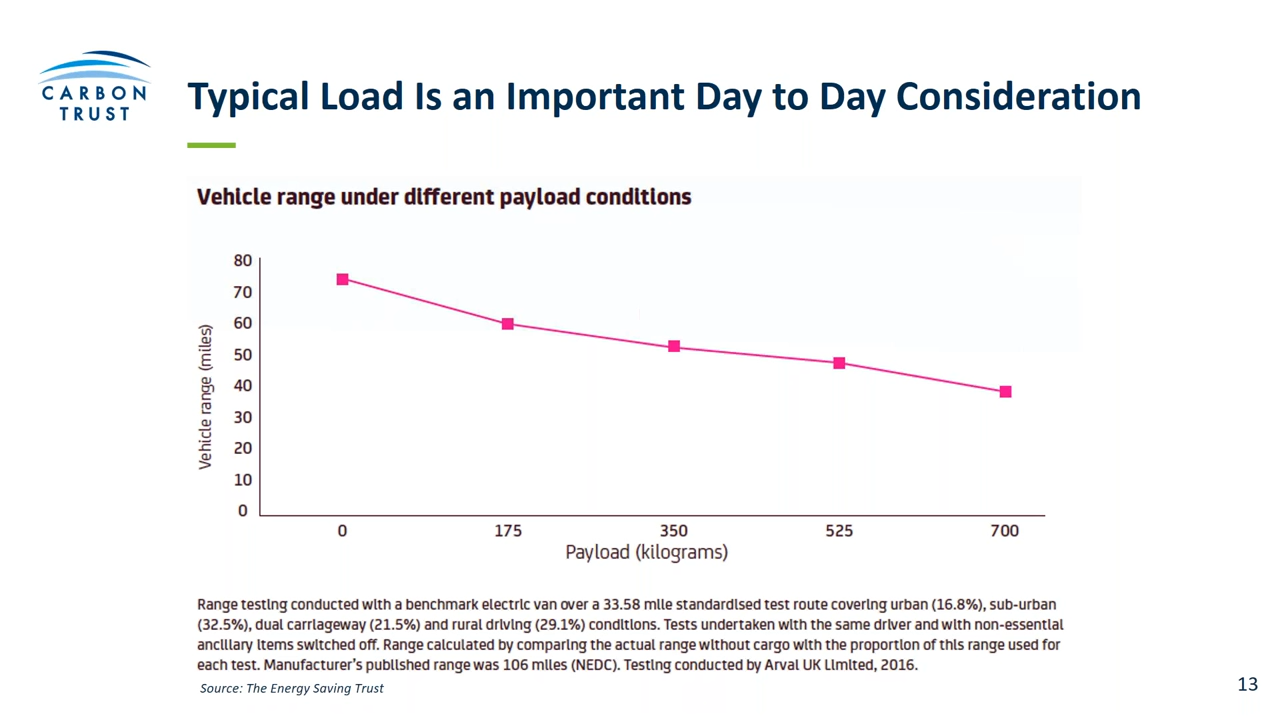 CARBON
TRUST
Typical Load Is an Important Day to Day Consideration
Vehicle range under different payload conditions
80
70
60
50
40
30
20
10
0
Vehicle range (miles)
0 175 350 525 700
Payload (kilograms)
Range testing conducted with a benchmark electric van over a 33.58 mile standardised test route covering urban (16.8%), sub-urban
(32.5%), dual carriageway (21.5%) and rural driving (29.1%) conditions. Tests undertaken with the same driver and with non-essential
ancillary items switched off. Range calculated by comparing the actual range without cargo with the proportion of this range used for
each test. Manufacturer's published range was 106 miles (NEDC). Testing conducted by Arval UK Limited, 2016.
Source: The Energy Saving Trust
13